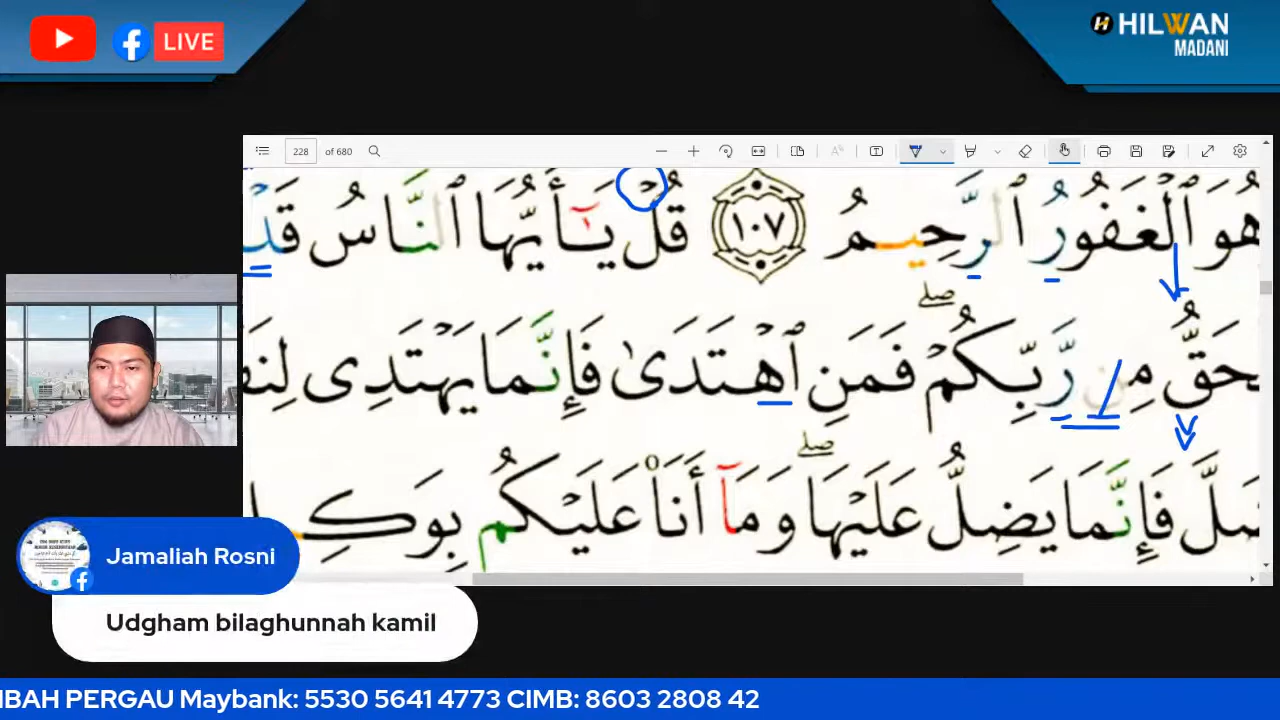 LIVE
HILWAN
MADANI
228 of 680
هُوَ ٱلْغَفُورُ ٱلرَّحِيمُ ١٠٧ قُلْ يَـٰٓأَيُّهَا ٱلنَّاسُ قَدْ
حَقُّ مِن رَّبِّكُمْ ۖ فَمَنِ ٱهْتَدَىٰ فَإِنَّمَا يَهْتَدِى لِنَفْ
ضَلَّ فَإِنَّمَا يَضِلُّ عَلَيْهَا ۖ وَمَآ أَنَا۠ عَلَيْكُم بِوَكِي
Jamaliah Rosni
Udgham bilaghunnah kamil
MBAH PERGAU Maybank: 5530 5641 4773 CIMB: 8603 2808 42